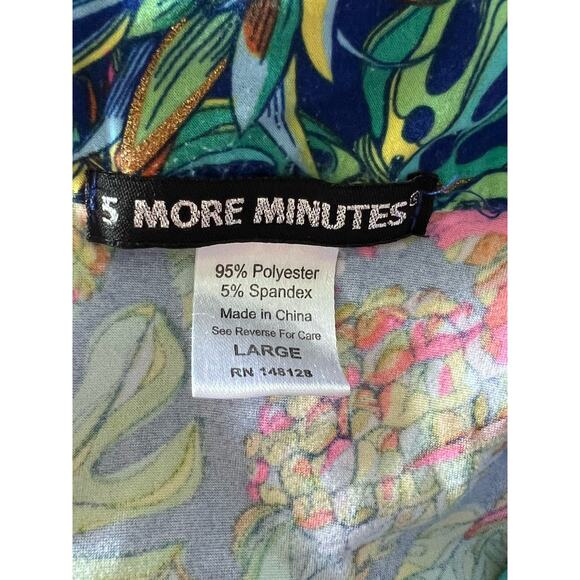 5 MORE MINUTES®
95% Polyester
5% Spandex
Made in China
See Reverse For Care
LARGE
RN 148128